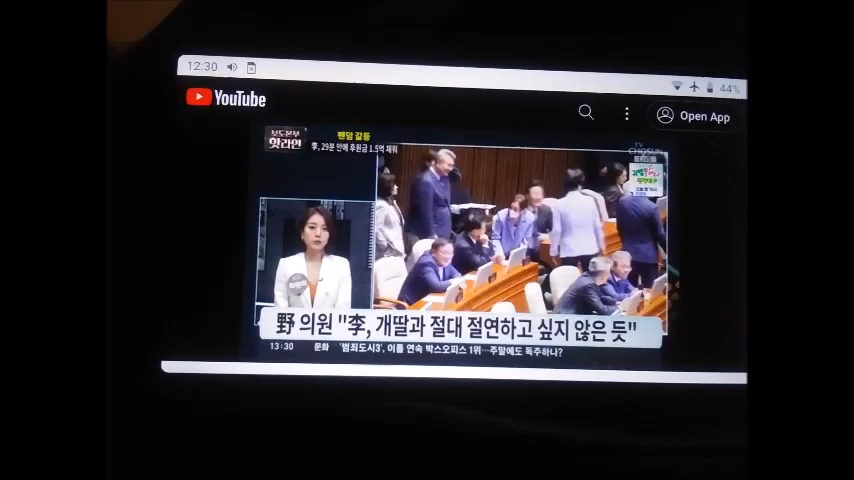 12:30
44%
YouTube
Open App
보도본부
핫라인
팬덤 갈등
李, 29분 만에 후원금 1.5억 채워
TV CHOSUN
LIVE
野 의원 "李, 개딸과 절대 절연하고 싶지 않은 듯"
13:30 문화 '범죄도시3', 이틀 연속 박스오피스 1위…주말에도 독주하나?